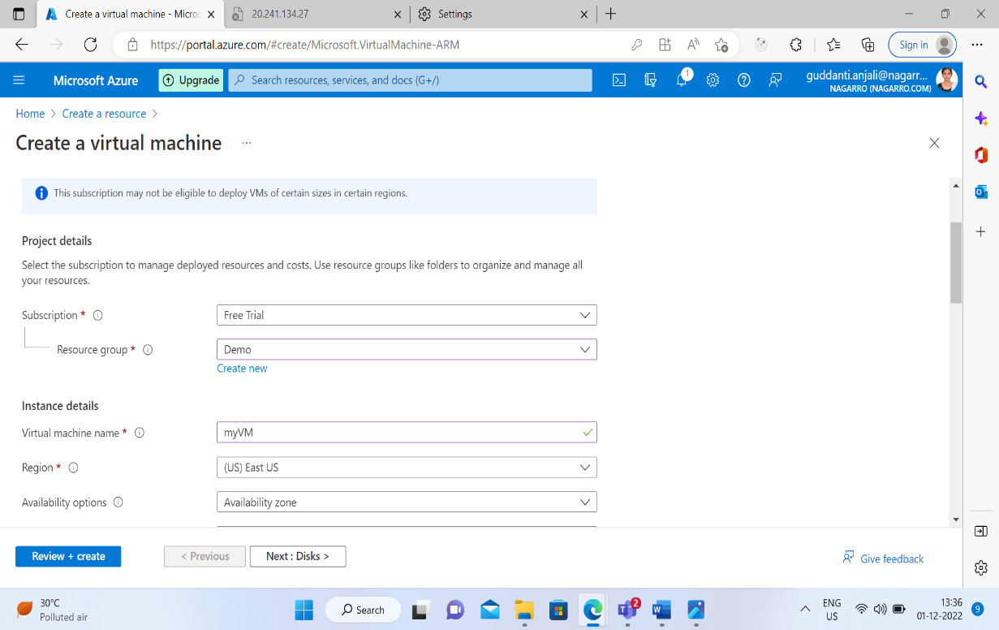 Create a virtual machine - Micros
20.241.134.27
Settings
https://portal.azure.com/#create/Microsoft.VirtualMachine-ARM
Sign in
Microsoft Azure
Upgrade
Search resources, services, and docs (G+/)
1
guddanti.anjali@nagarr...
NAGARRO (NAGARRO.COM)
Home > Create a resource >
Create a virtual machine ...
This subscription may not be eligible to deploy VMs of certain sizes in certain regions.
Project details
Select the subscription to manage deployed resources and costs. Use resource groups like folders to organize and manage all
your resources.
Subscription * Free Trial
Resource group * Demo
Create new
Instance details
Virtual machine name * myVM
Region * (US) East US
Availability options Availability zone
Review + create
< Previous
Next : Disks >
Give feedback
30°C
Polluted air
Search
2
ENG
US
13:36
01-12-2022
9